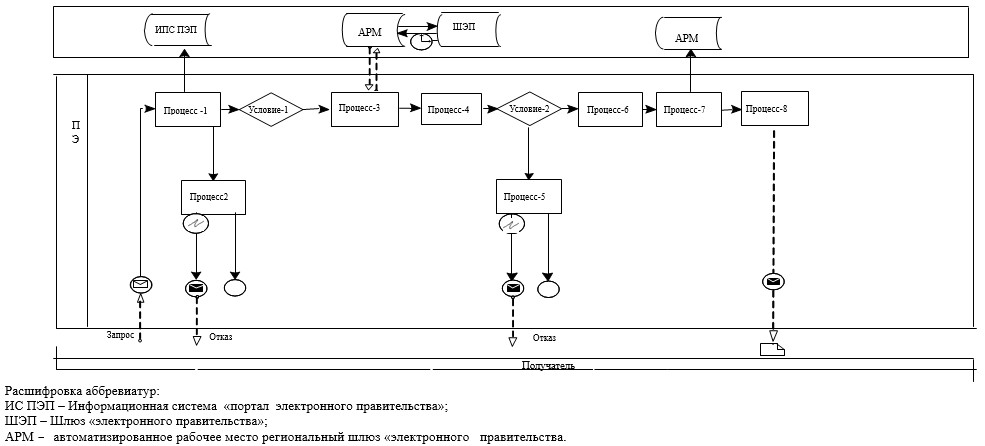 ИПС ПЭП
АРМ
ШЭП
АРМ
П
Э
Процесс -1
Условие-1
Процесс-3
Процесс-4
Условие-2
Процесс-6
Процесс-7
Процесс-8
Процесс2
Процесс-5
Запрос
Отказ
Отказ
Получатель
Расшифровка аббревиатур:
ИС ПЭП – Информационная система «портал электронного правительства»;
ШЭП – Шлюз «электронного правительства»;
АРМ – автоматизированное рабочее место региональный шлюз «электронного правительства.